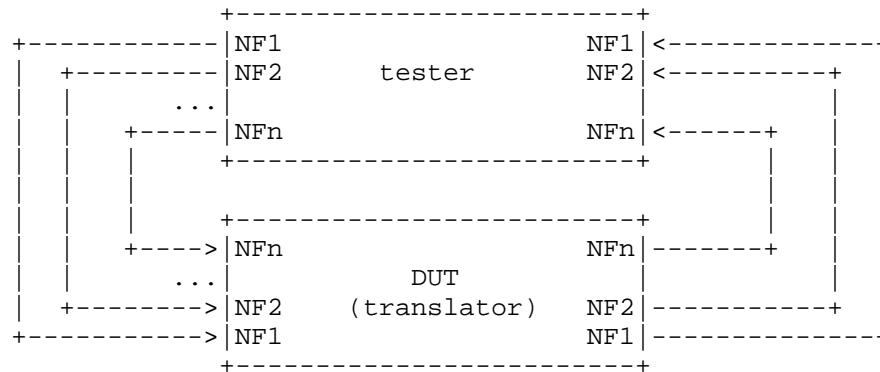 NF1 NF1
NF2 tester NF2
...
NFn NFn
NFn NFn
... DUT
NF2 (translator) NF2
NF1 NF1